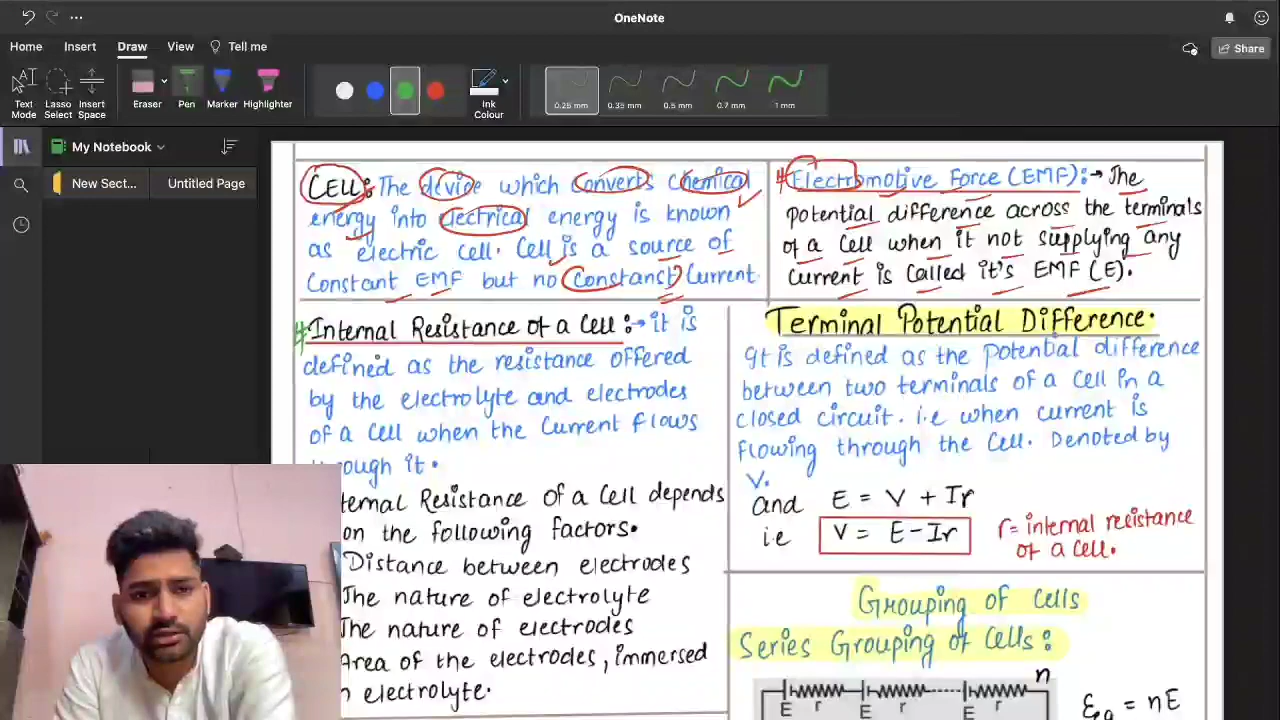 OneNote
Home Insert Draw View Tell me
Share
Text Mode
Lasso Select
Insert Space
Eraser
Pen
Marker
Highlighter
Ink Colour
0.25 mm
0.35 mm
0.5 mm
0.7 mm
1 mm
My Notebook
New Sect...
Untitled Page
CELL: The device which converts chemical
energy into electrical energy is known
as electric cell. Cell is a source of
Constant EMF but no Constanst Current
# Electromotive Force (EMF):→ The
potential difference across the terminals
of a Cell when it not supplying any
current is called it's EMF (E).
# Internal Resistance of a Cell:→ it is
defined as the resistance offered
by the electrolyte and electrodes
of a cell when the Current flows
through it.
ternal Resistance of a Cell depends
on the following factors.
Distance between electrodes
The nature of electrolyte
The nature of electrodes
Area of the electrodes, immersed
n electrolyte.
Terminal Potential Difference.
It is defined as the potential difference
between two terminals of a Cell in a
closed circuit. i.e when current is
flowing through the Cell. Denoted by
V.
and E = V + Ir
i.e V = E - Ir
r = internal resistance
of a cell.
Grouping of Cells
Series Grouping of Cells:
n
E r E r E r
Eeq = nE